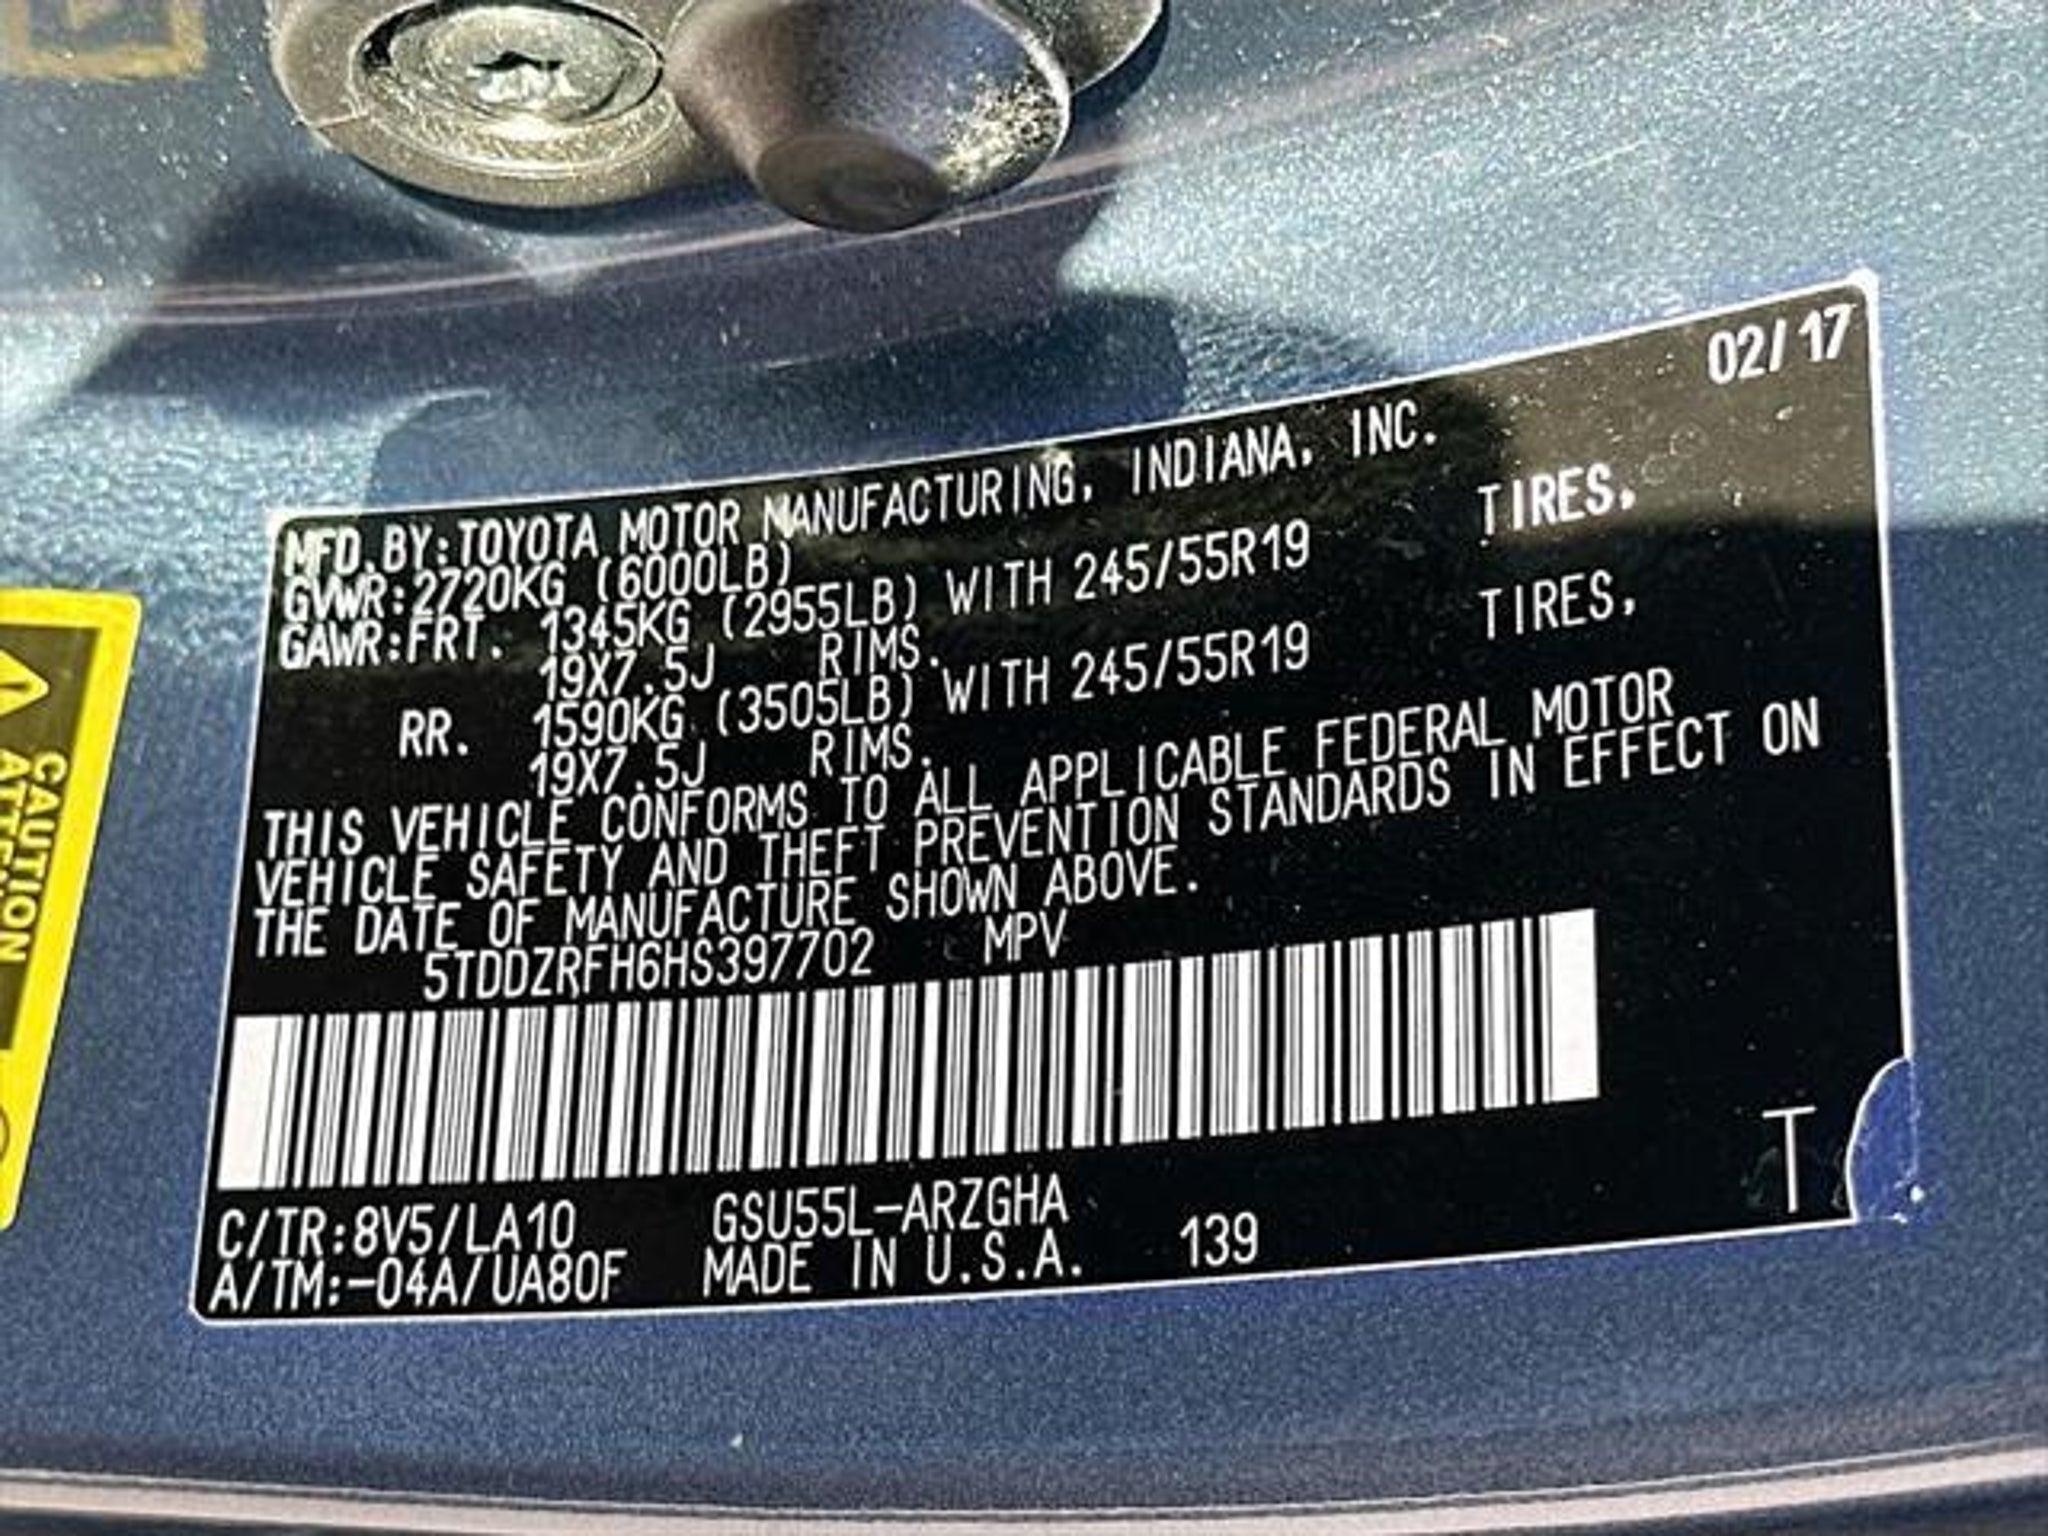 02/17
MFD.BY:TOYOTA MOTOR MANUFACTURING, INDIANA, INC.
GVWR:2720KG (6000LB)
GAWR:FRT. 1345KG (2955LB) WITH 245/55R19 TIRES,
19X7.5J RIMS.
RR. 1590KG (3505LB) WITH 245/55R19 TIRES,
19X7.5J RIMS.
THIS VEHICLE CONFORMS TO ALL APPLICABLE FEDERAL MOTOR
VEHICLE SAFETY AND THEFT PREVENTION STANDARDS IN EFFECT ON
THE DATE OF MANUFACTURE SHOWN ABOVE.
5TDDZRFH6HS397702 MPV
C/TR:8V5/LA10 GSU55L-ARZGHA
A/TM:-04A/UA80F MADE IN U.S.A. 139
T
CAUTION